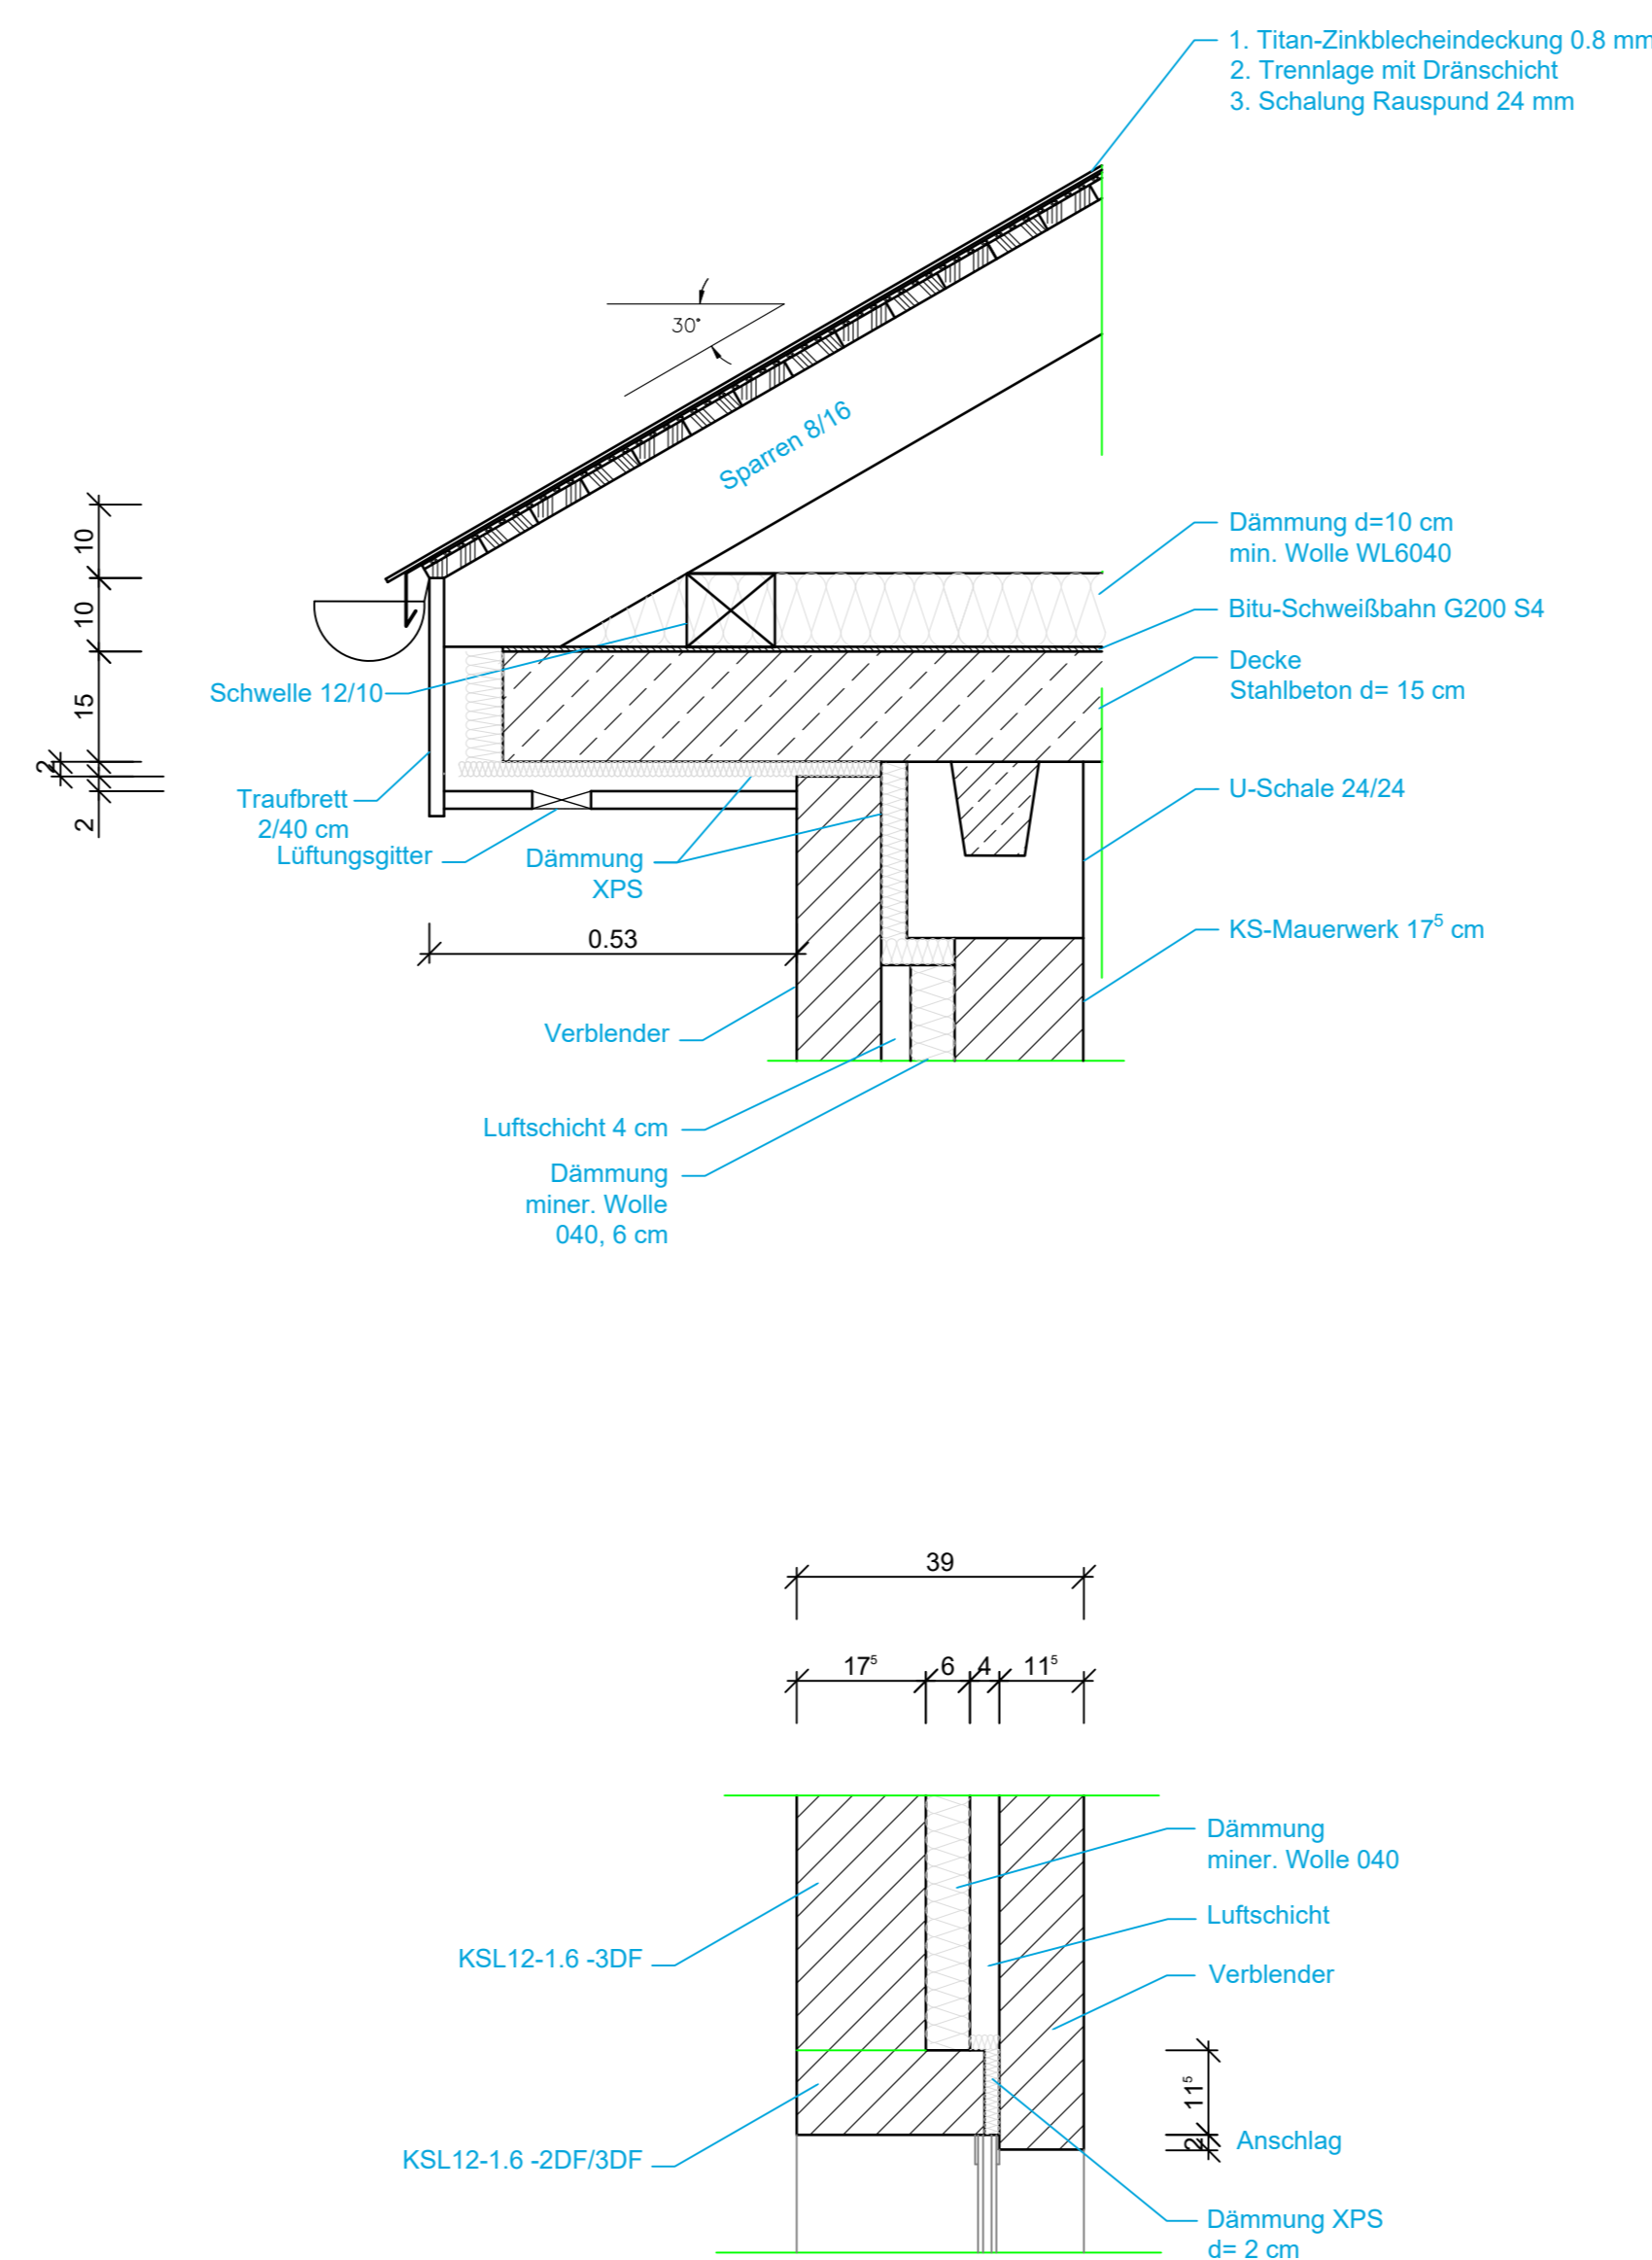 1. Titan-Zinkblecheindeckung 0.8 mm
2. Trennlage mit Dränschicht
3. Schalung Rauspund 24 mm
30°
Sparren 8/16
10
10
15
2
2
Dämmung d=10 cm
min. Wolle WL6040
Bitu-Schweißbahn G200 S4
Decke
Stahlbeton d= 15 cm
Schwelle 12/10
Traufbrett
2/40 cm
Lüftungsgitter
Dämmung
XPS
U-Schale 24/24
0.53
KS-Mauerwerk 17⁵ cm
Verblender
Luftschicht 4 cm
Dämmung
miner. Wolle
040, 6 cm
39
17⁵ 6 4 11⁵
Dämmung
miner. Wolle 040
Luftschicht
KSL12-1.6 -3DF
Verblender
11⁵
2
Anschlag
KSL12-1.6 -2DF/3DF
Dämmung XPS
d= 2 cm